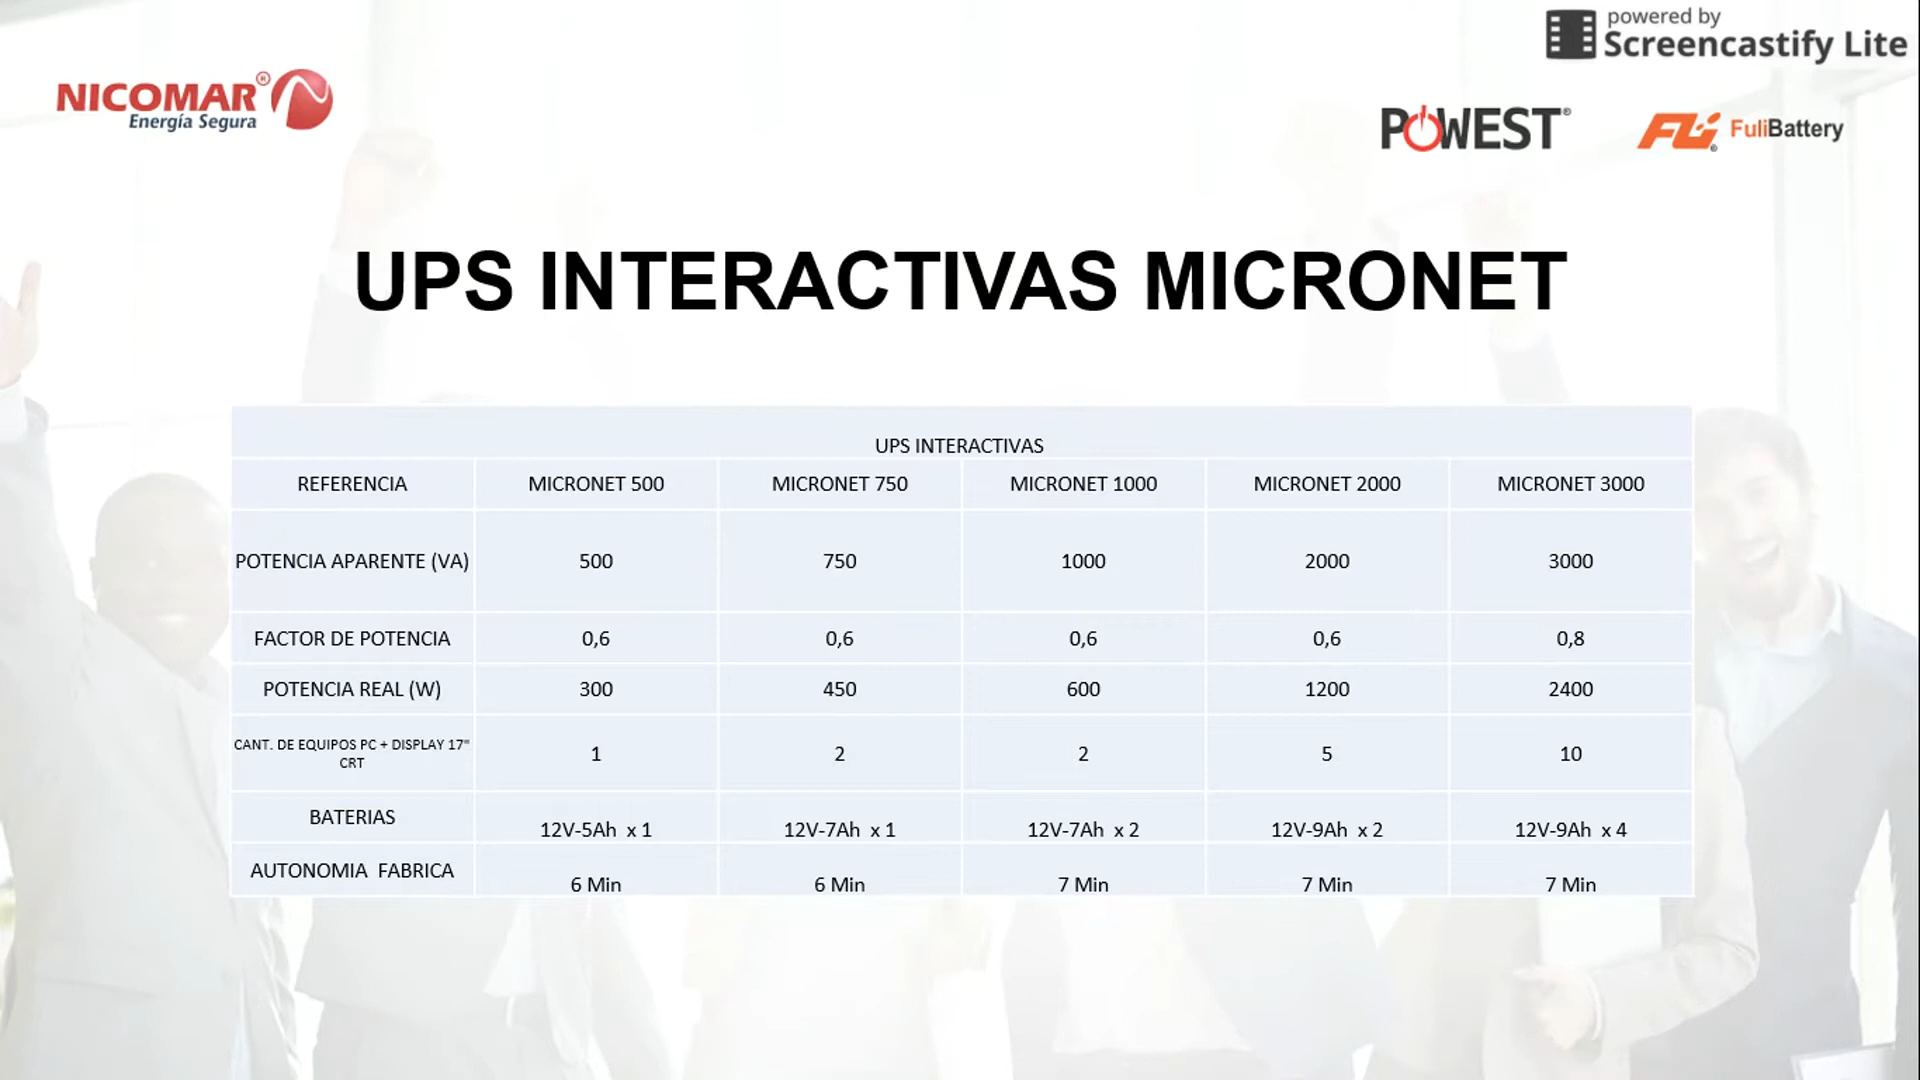 powered by
Screencastify Lite
NICOMAR®
Energía Segura
POWEST®
FLi® FuliBattery
UPS INTERACTIVAS MICRONET
UPS INTERACTIVAS
REFERENCIA MICRONET 500 MICRONET 750 MICRONET 1000 MICRONET 2000 MICRONET 3000
POTENCIA APARENTE (VA) 500 750 1000 2000 3000
FACTOR DE POTENCIA 0,6 0,6 0,6 0,6 0,8
POTENCIA REAL (W) 300 450 600 1200 2400
CANT. DE EQUIPOS PC + DISPLAY 17"
CRT 1 2 2 5 10
BATERIAS 12V-5Ah x 1 12V-7Ah x 1 12V-7Ah x 2 12V-9Ah x 2 12V-9Ah x 4
AUTONOMIA FABRICA 6 Min 6 Min 7 Min 7 Min 7 Min